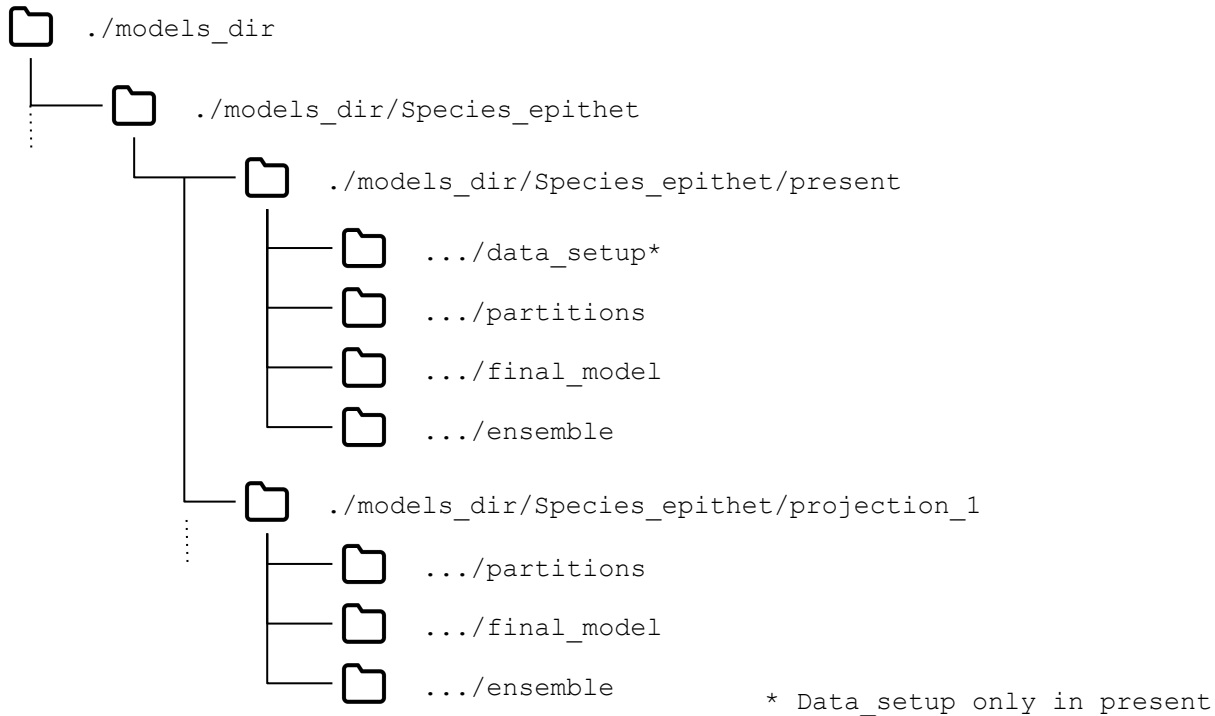 ./models_dir
./models_dir/Species_epithet
./models_dir/Species_epithet/present
.../data_setup*
.../partitions
.../final_model
.../ensemble
./models_dir/Species_epithet/projection_1
.../partitions
.../final_model
.../ensemble
* Data_setup only in present